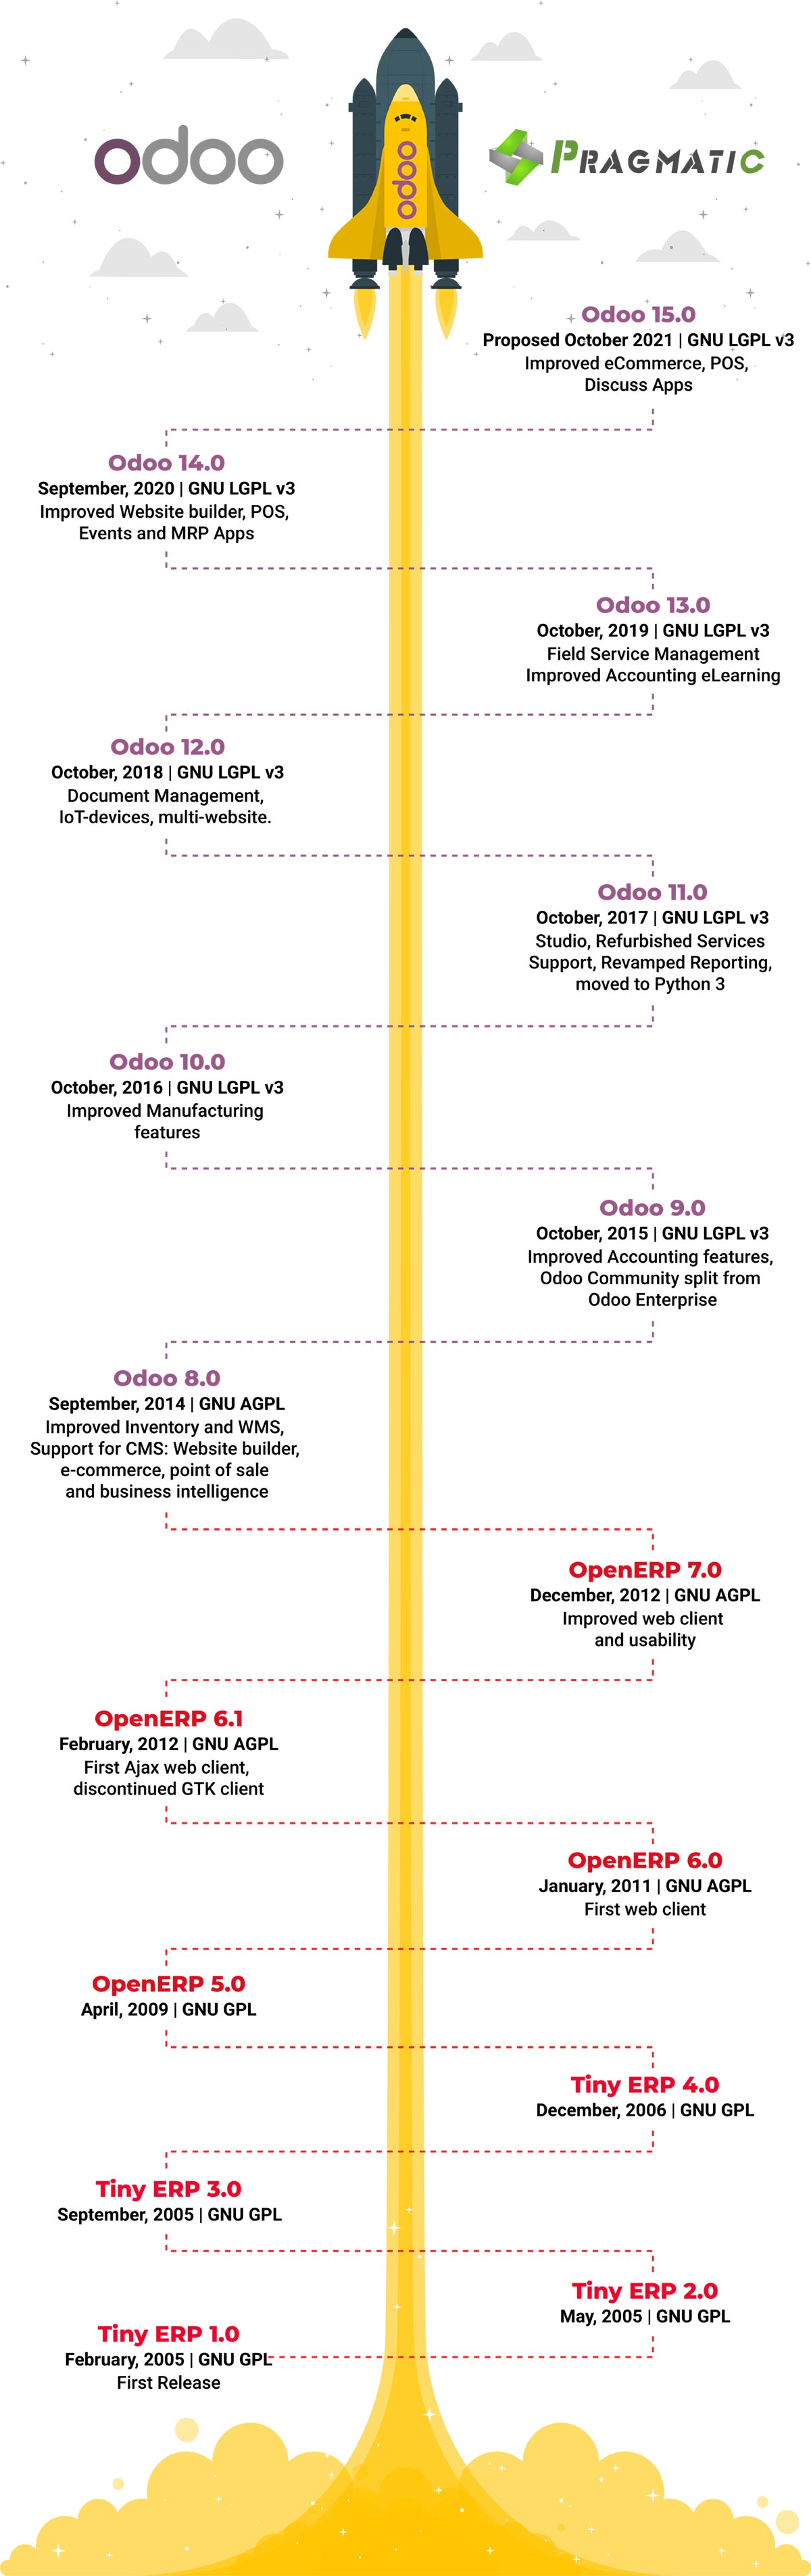 odoo
odoo
PRAGMATIC
Odoo 15.0
Proposed October 2021 | GNU LGPL v3
Improved eCommerce, POS,
Discuss Apps
Odoo 14.0
September, 2020 | GNU LGPL v3
Improved Website builder, POS,
Events and MRP Apps
Odoo 13.0
October, 2019 | GNU LGPL v3
Field Service Management
Improved Accounting eLearning
Odoo 12.0
October, 2018 | GNU LGPL v3
Document Management,
IoT-devices, multi-website.
Odoo 11.0
October, 2017 | GNU LGPL v3
Studio, Refurbished Services
Support, Revamped Reporting,
moved to Python 3
Odoo 10.0
October, 2016 | GNU LGPL v3
Improved Manufacturing
features
Odoo 9.0
October, 2015 | GNU LGPL v3
Improved Accounting features,
Odoo Community split from
Odoo Enterprise
Odoo 8.0
September, 2014 | GNU AGPL
Improved Inventory and WMS,
Support for CMS: Website builder,
e-commerce, point of sale
and business intelligence
OpenERP 7.0
December, 2012 | GNU AGPL
Improved web client
and usability
OpenERP 6.1
February, 2012 | GNU AGPL
First Ajax web client,
discontinued GTK client
OpenERP 6.0
January, 2011 | GNU AGPL
First web client
OpenERP 5.0
April, 2009 | GNU GPL
Tiny ERP 4.0
December, 2006 | GNU GPL
Tiny ERP 3.0
September, 2005 | GNU GPL
Tiny ERP 2.0
May, 2005 | GNU GPL
Tiny ERP 1.0
February, 2005 | GNU GPL
First Release